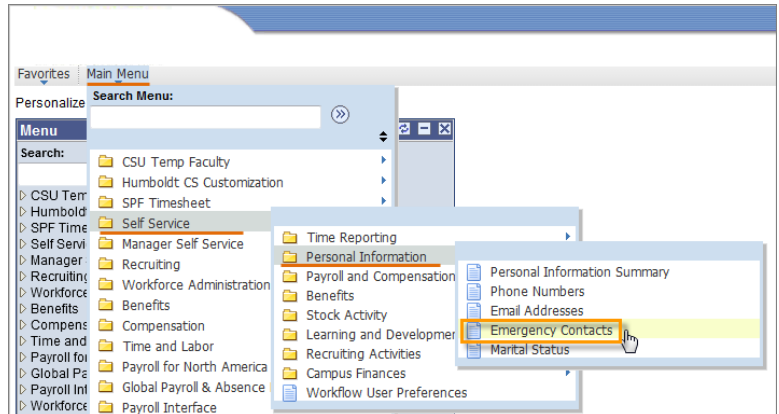 Favorites Main Menu
Personalize
Search Menu:
Menu
Search:
CSU Tem
Humbold
SPF Time
Self Servi
Manager
Recruiting
Workforce
Benefits
Compens
Time and
Payroll for
Global Pa
Payroll Int
Workforce
CSU Temp Faculty
Humboldt CS Customization
SPF Timesheet
Self Service
Manager Self Service
Recruiting
Workforce Administration
Benefits
Compensation
Time and Labor
Payroll for North America
Global Payroll & Absence
Payroll Interface
Time Reporting
Personal Information
Payroll and Compensation
Benefits
Stock Activity
Learning and Developmen
Recruiting Activities
Campus Finances
Workflow User Preferences
Personal Information Summary
Phone Numbers
Email Addresses
Emergency Contacts
Marital Status